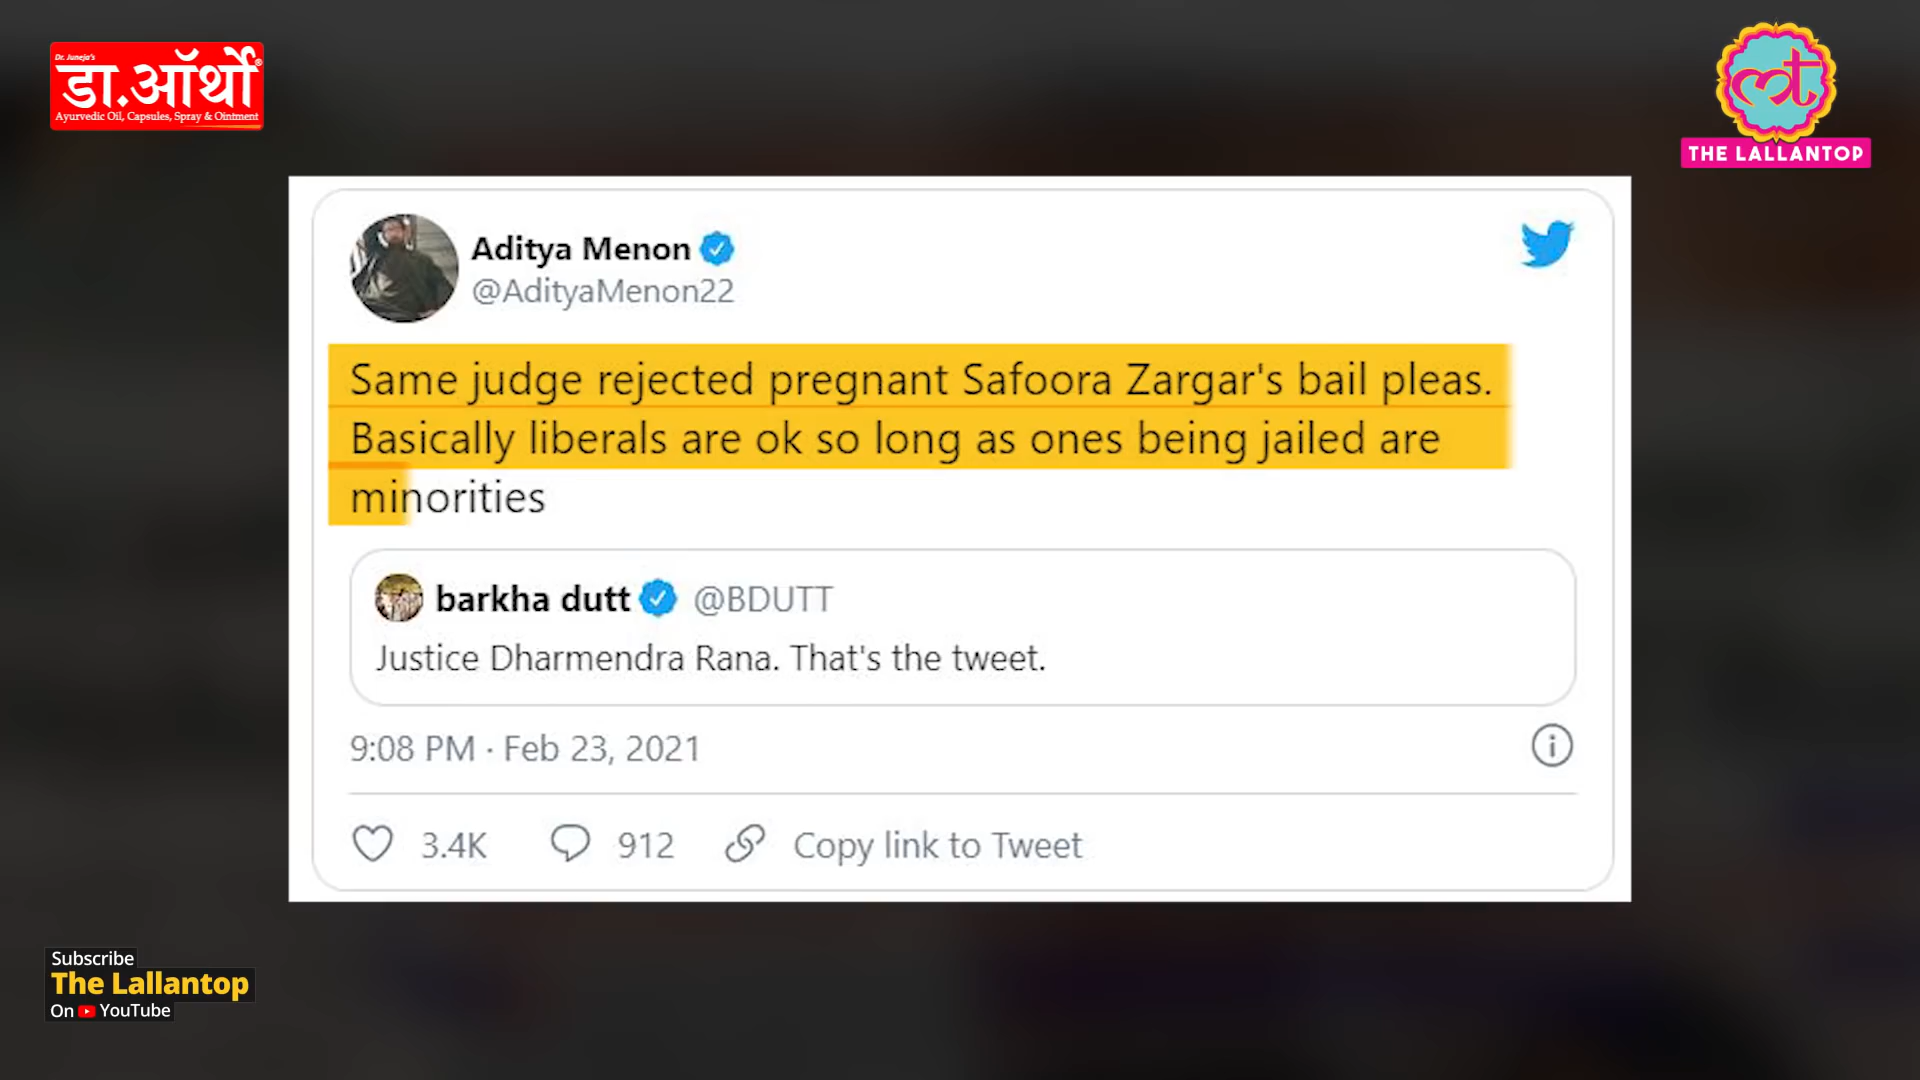 Dr. Juneja's
डा.ऑर्थो®
Ayurvedic Oil, Capsules, Spray & Ointment
THE LALLANTOP
Aditya Menon
@AdityaMenon22
Same judge rejected pregnant Safoora Zargar's bail pleas.
Basically liberals are ok so long as ones being jailed are
minorities
barkha dutt @BDUTT
Justice Dharmendra Rana. That's the tweet.
9:08 PM · Feb 23, 2021
3.4K 912 Copy link to Tweet
Subscribe
The Lallantop
On YouTube